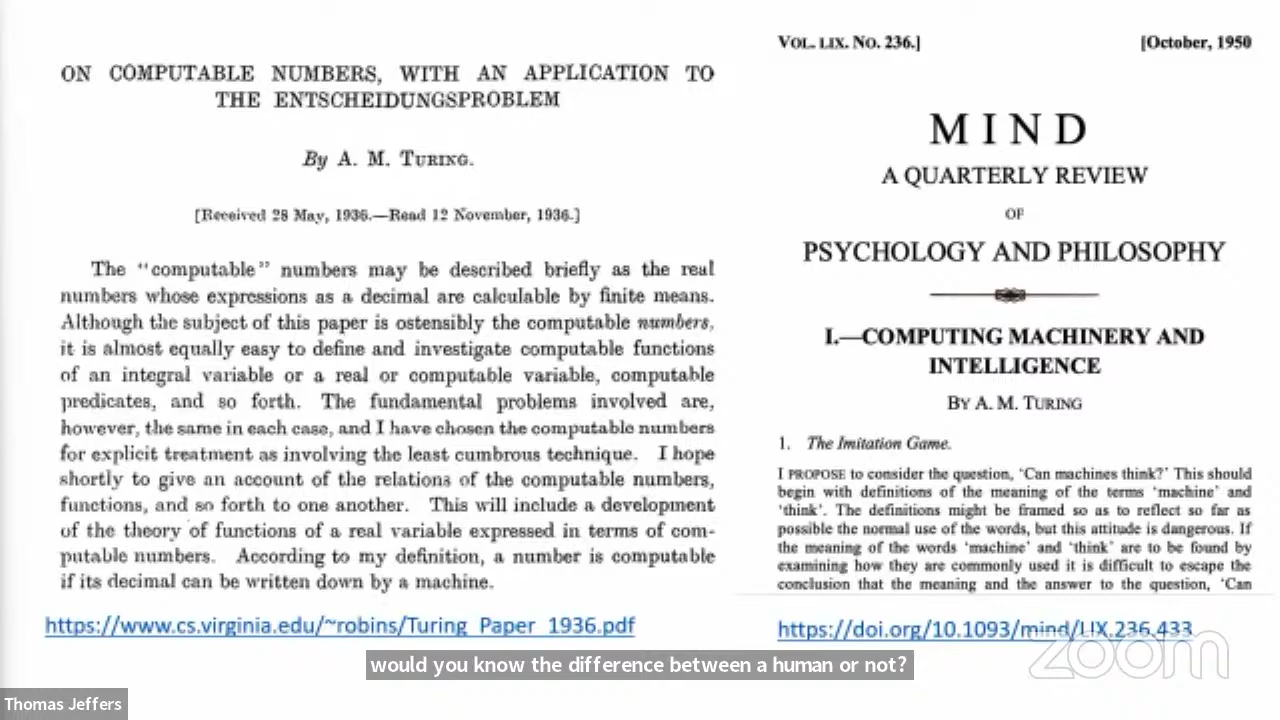 ON COMPUTABLE NUMBERS, WITH AN APPLICATION TO
THE ENTSCHEIDUNGSPROBLEM
By A. M. TURING.
[Received 28 May, 1936.—Read 12 November, 1936.]
The "computable" numbers may be described briefly as the real
numbers whose expressions as a decimal are calculable by finite means.
Although the subject of this paper is ostensibly the computable numbers,
it is almost equally easy to define and investigate computable functions
of an integral variable or a real or computable variable, computable
predicates, and so forth. The fundamental problems involved are,
however, the same in each case, and I have chosen the computable numbers
for explicit treatment as involving the least cumbrous technique. I hope
shortly to give an account of the relations of the computable numbers,
functions, and so forth to one another. This will include a development
of the theory of functions of a real variable expressed in terms of com-
putable numbers. According to my definition, a number is computable
if its decimal can be written down by a machine.
https://www.cs.virginia.edu/~robins/Turing_Paper_1936.pdf
VOL. LIX. NO. 236.] [October, 1950
MIND
A QUARTERLY REVIEW
OF
PSYCHOLOGY AND PHILOSOPHY
I.—COMPUTING MACHINERY AND
INTELLIGENCE
BY A. M. TURING
1. The Imitation Game.
I PROPOSE to consider the question, 'Can machines think?' This should
begin with definitions of the meaning of the terms 'machine' and
'think'. The definitions might be framed so as to reflect so far as
possible the normal use of the words, but this attitude is dangerous. If
the meaning of the words 'machine' and 'think' are to be found by
examining how they are commonly used it is difficult to escape the
conclusion that the meaning and the answer to the question, 'Can
https://doi.org/10.1093/mind/LIX.236.433
zoom
would you know the difference between a human or not?
Thomas Jeffers